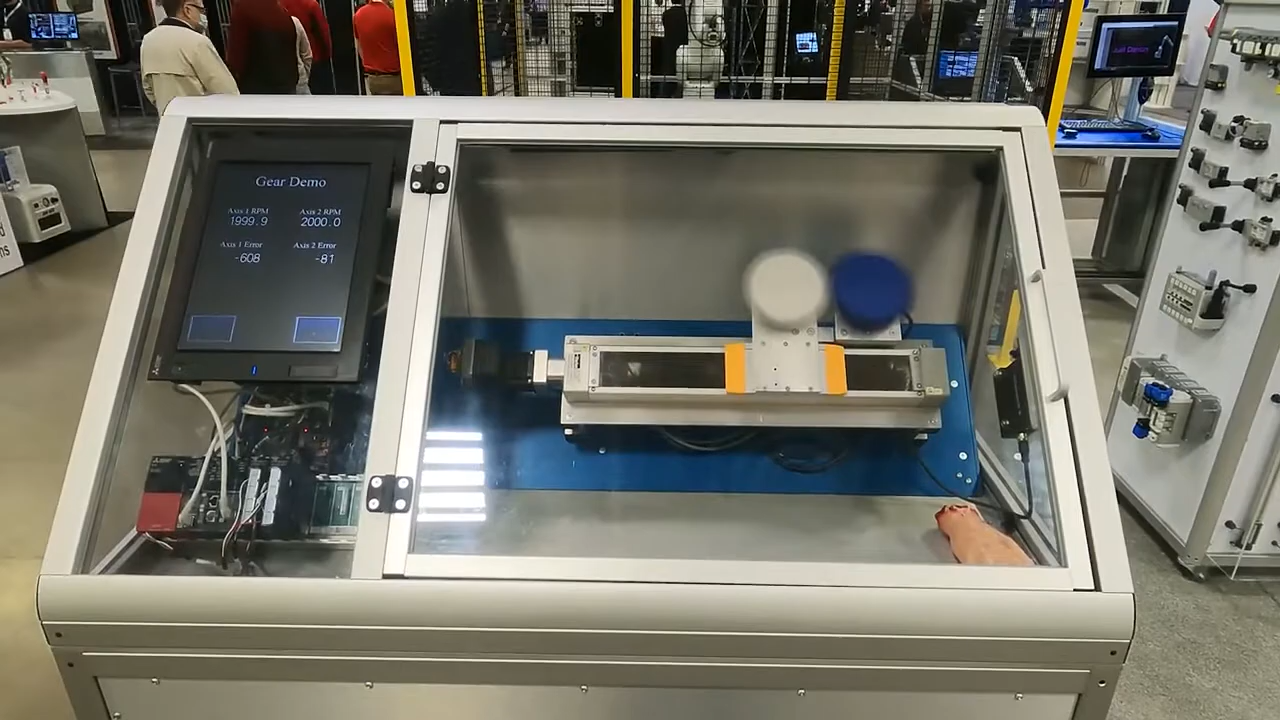 Gear Demo
Axis 1 RPM Axis 2 RPM
1999.9 2000.0
Axis 1 Error Axis 2 Error
-608 -81